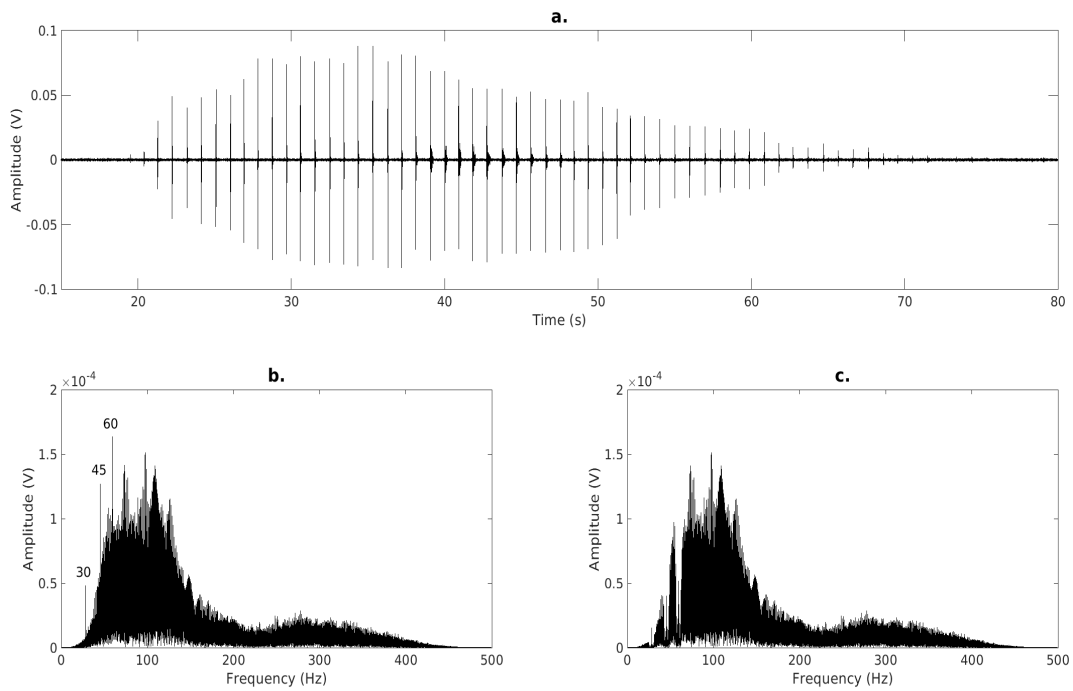 a.
0.1
0.05
0
-0.05
-0.1
Amplitude (V)
20 30 40 50 60 70 80
Time (s)
b.
×10-4
2
1.5
1
0.5
0
Amplitude (V)
60
45
30
0 100 200 300 400 500
Frequency (Hz)
c.
×10-4
2
1.5
1
0.5
0
Amplitude (V)
0 100 200 300 400 500
Frequency (Hz)